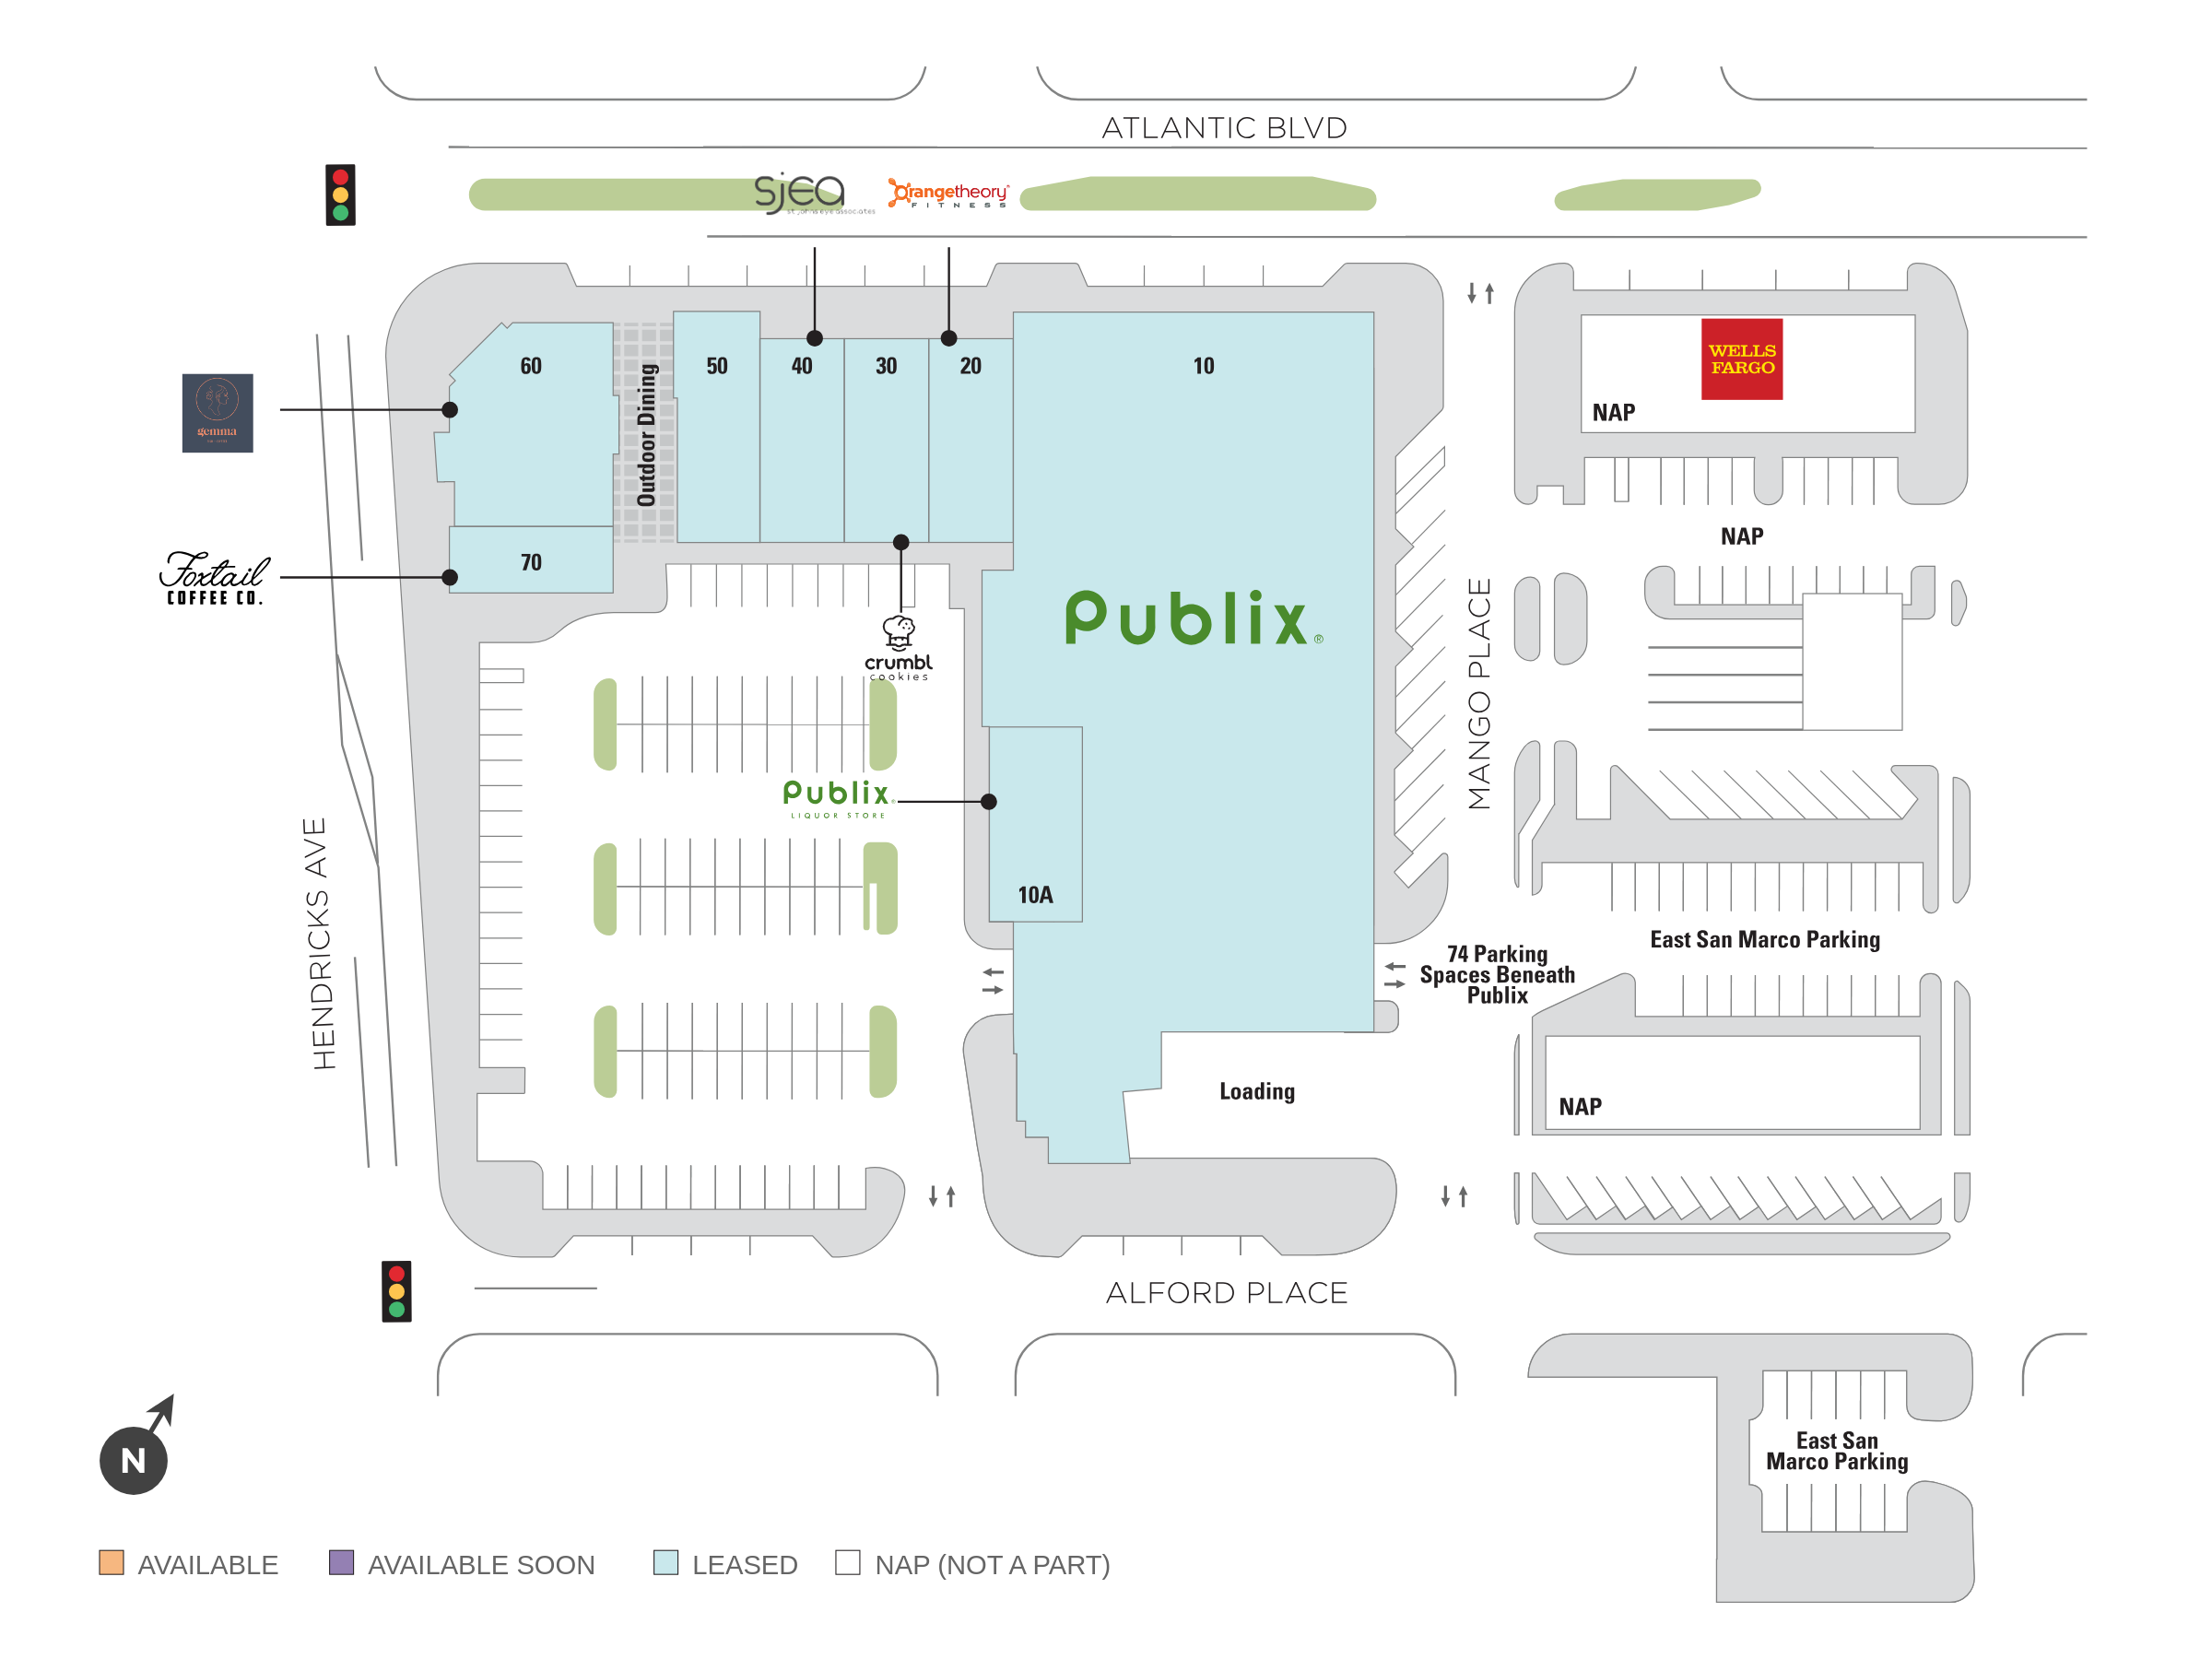 ATLANTIC BLVD
sjea
st. johns eye associates
Orangetheory®
FITNESS
60
50
40
30
20
10
Outdoor Dining
WELLS
FARGO
NAP
gemma
NAP
70
Foxtail
COFFEE CO.
Publix®
crumbl
cookies
MANGO PLACE
Publix®
LIQUOR STORE
HENDRICKS AVE
10A
East San Marco Parking
74 Parking
Spaces Beneath
Publix
Loading
NAP
ALFORD PLACE
East San
Marco Parking
N
AVAILABLE
AVAILABLE SOON
LEASED
NAP (NOT A PART)